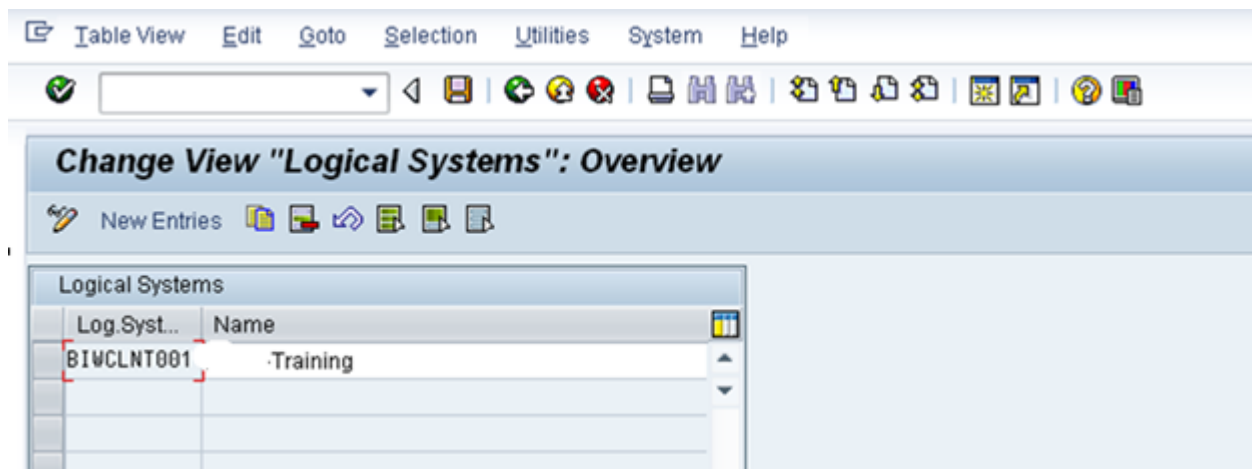 Table View Edit Goto Selection Utilities System Help
Change View "Logical Systems": Overview
New Entries
Logical Systems
Log.Syst... Name
BIWCLNT001 Training